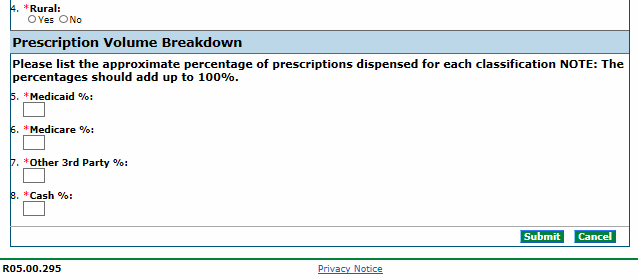 4. *Rural:
Yes No
Prescription Volume Breakdown
Please list the approximate percentage of prescriptions dispensed for each classification NOTE: The
percentages should add up to 100%.
5. *Medicaid %:
6. *Medicare %:
7. *Other 3rd Party %:
8. *Cash %:
Submit Cancel
R05.00.295 Privacy Notice